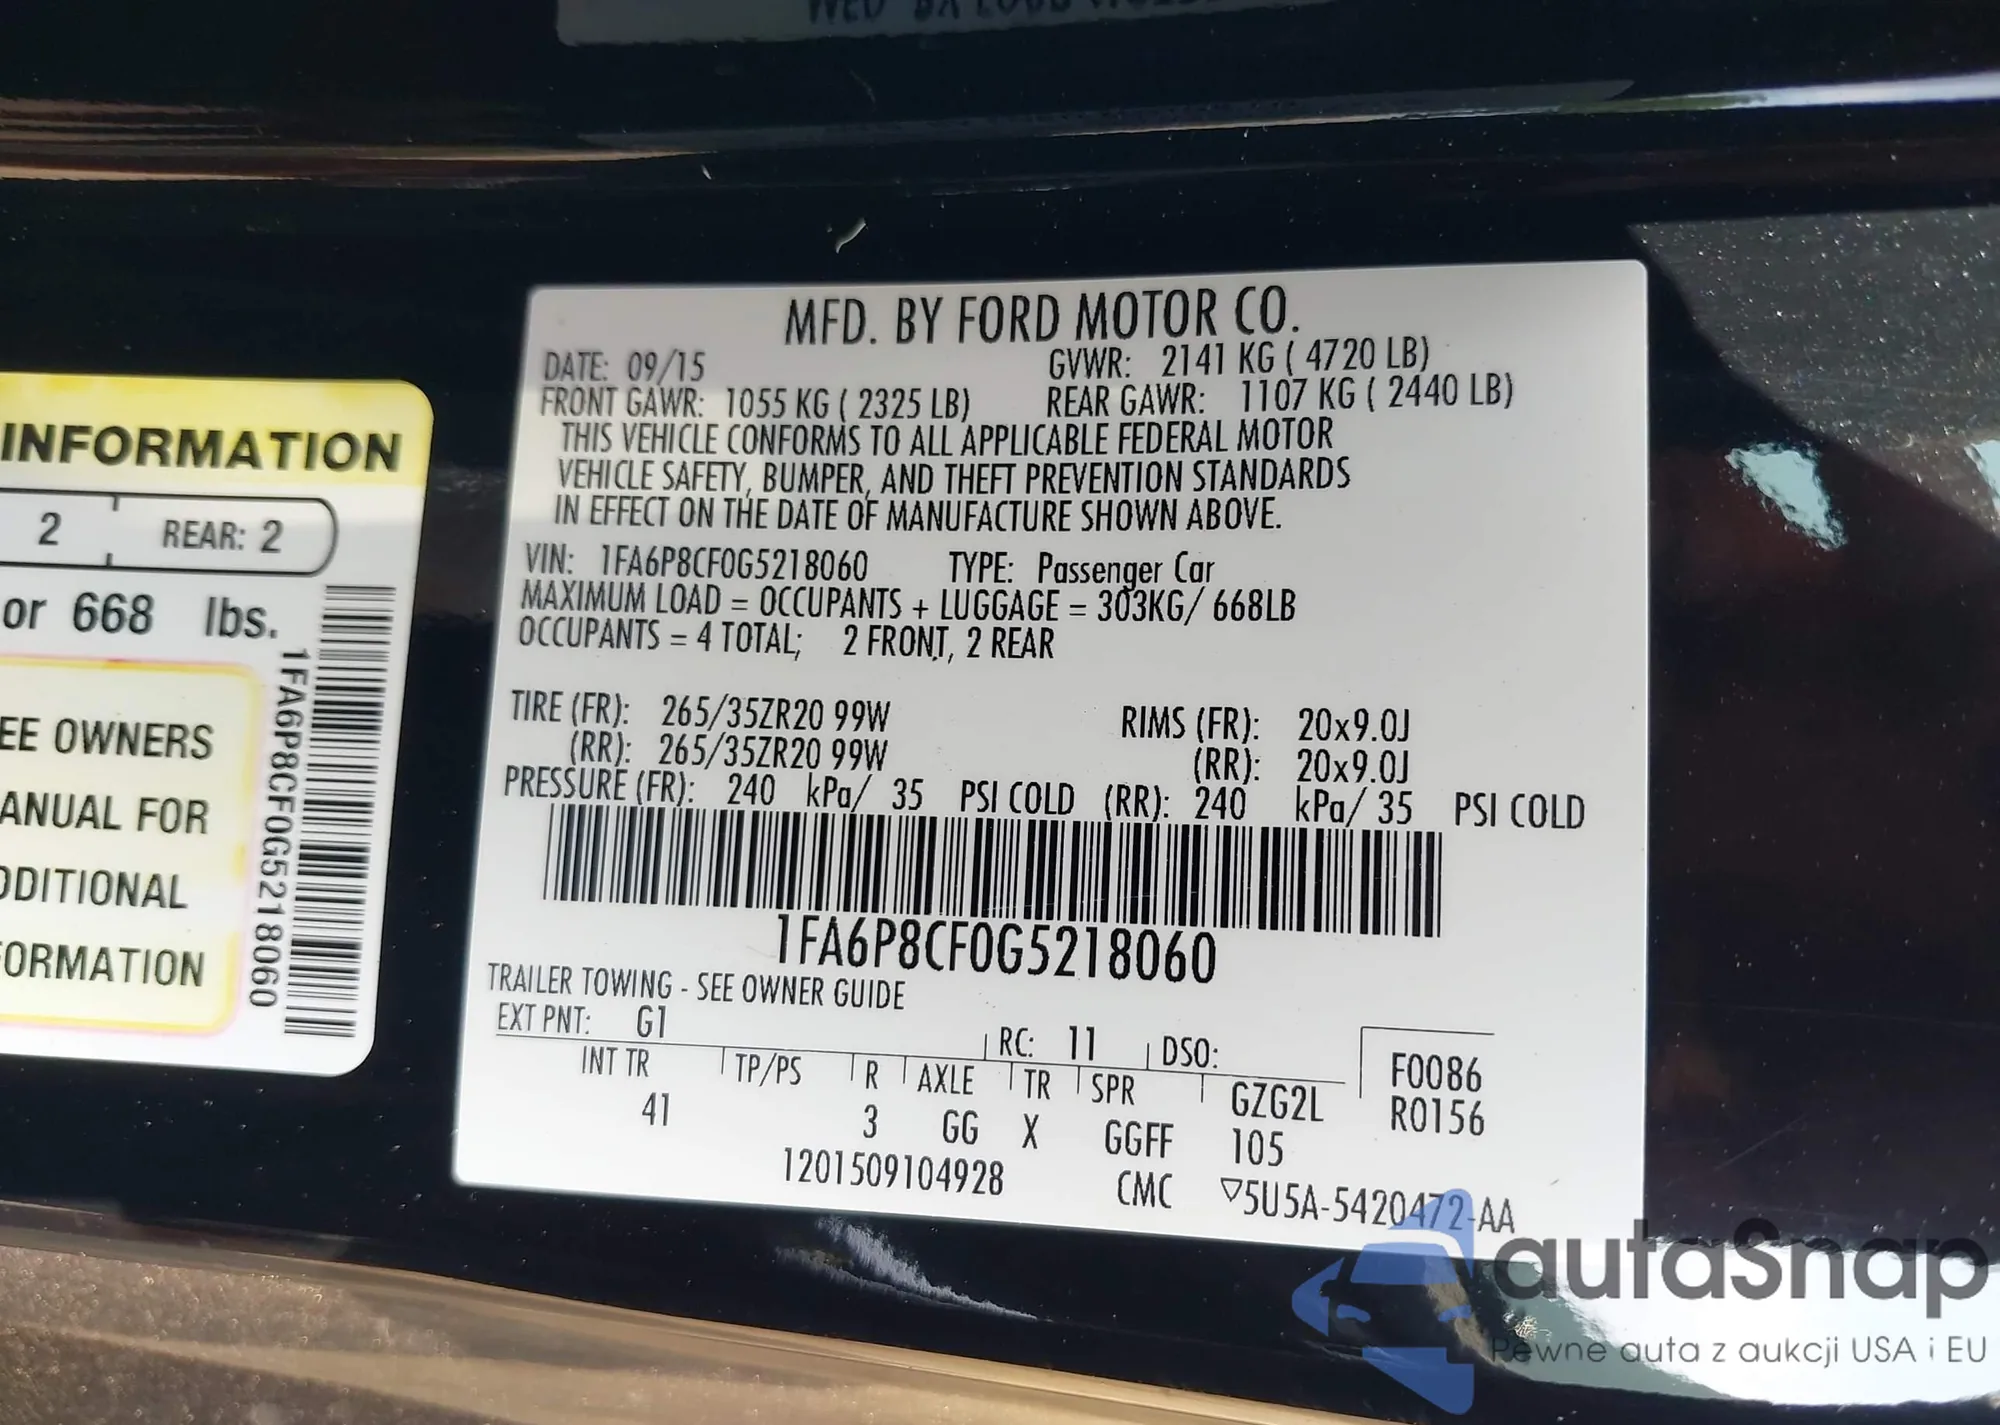 MFD. BY FORD MOTOR CO.
DATE: 09/15 GVWR: 2141 KG ( 4720 LB)
FRONT GAWR: 1055 KG ( 2325 LB) REAR GAWR: 1107 KG ( 2440 LB)
THIS VEHICLE CONFORMS TO ALL APPLICABLE FEDERAL MOTOR
VEHICLE SAFETY, BUMPER, AND THEFT PREVENTION STANDARDS
IN EFFECT ON THE DATE OF MANUFACTURE SHOWN ABOVE.
VIN: 1FA6P8CF0G5218060 TYPE: Passenger Car
MAXIMUM LOAD = OCCUPANTS + LUGGAGE = 303KG/ 668LB
OCCUPANTS = 4 TOTAL; 2 FRONT, 2 REAR
TIRE (FR): 265/35ZR20 99W RIMS (FR): 20x9.0J
(RR): 265/35ZR20 99W (RR): 20x9.0J
PRESSURE (FR): 240 kPa/ 35 PSI COLD (RR): 240 kPa/ 35 PSI COLD
1FA6P8CF0G5218060
TRAILER TOWING - SEE OWNER GUIDE
EXT PNT: G1 RC: 11 DSO:
F0086
INT TR TP/PS R AXLE TR SPR GZG2L
R0156
41 3 GG X GGFF 105
1201509104928 CMC ▽5U5A-5420472-AA
INFORMATION
2 REAR: 2
or 668 lbs.
EE OWNERS
ANUAL FOR
DDITIONAL
FORMATION
1FA6P8CF0G5218060
autaSnap
Pewne auta z aukcji USA i EU